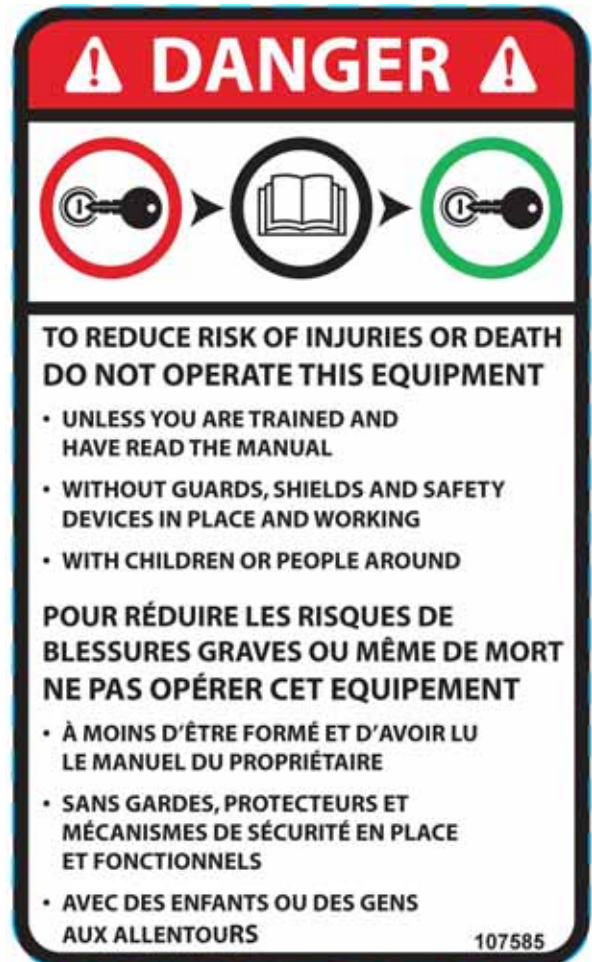 DANGER
TO REDUCE RISK OF INJURIES OR DEATH
DO NOT OPERATE THIS EQUIPMENT
• UNLESS YOU ARE TRAINED AND
HAVE READ THE MANUAL
• WITHOUT GUARDS, SHIELDS AND SAFETY
DEVICES IN PLACE AND WORKING
• WITH CHILDREN OR PEOPLE AROUND
POUR RÉDUIRE LES RISQUES DE
BLESSURES GRAVES OU MÊME DE MORT
NE PAS OPÉRER CET EQUIPEMENT
• À MOINS D'ÊTRE FORMÉ ET D'AVOIR LU
LE MANUEL DU PROPRIÉTAIRE
• SANS GARDES, PROTECTEURS ET
MÉCANISMES DE SÉCURITÉ EN PLACE
ET FONCTIONNELS
• AVEC DES ENFANTS OU DES GENS
AUX ALLENTOURS
107585